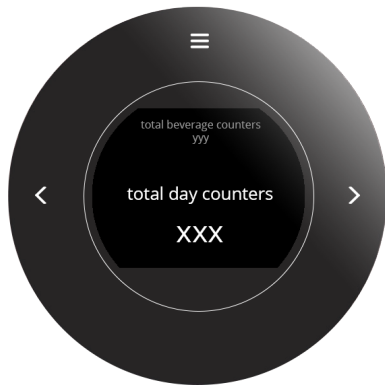 total beverage counters
yyy
total day counters
xxx